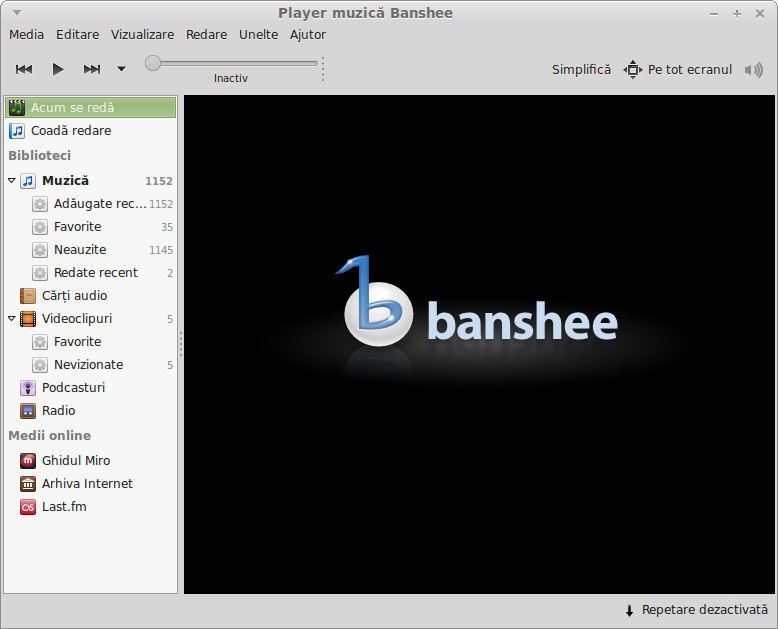 Player muzică Banshee
Media Editare Vizualizare Redare Unelte Ajutor
Inactiv
Simplifică Pe tot ecranul
Acum se redă
Coadă redare
Biblioteci
Muzică 1152
Adăugate rec... 1152
Favorite 35
Neauzite 1145
Redate recent 2
Cărți audio
Videoclipuri 5
Favorite
Nevizionate 5
Podcasturi
Radio
Medii online
Ghidul Miro
Arhiva Internet
Last.fm
banshee
Repetare dezactivată